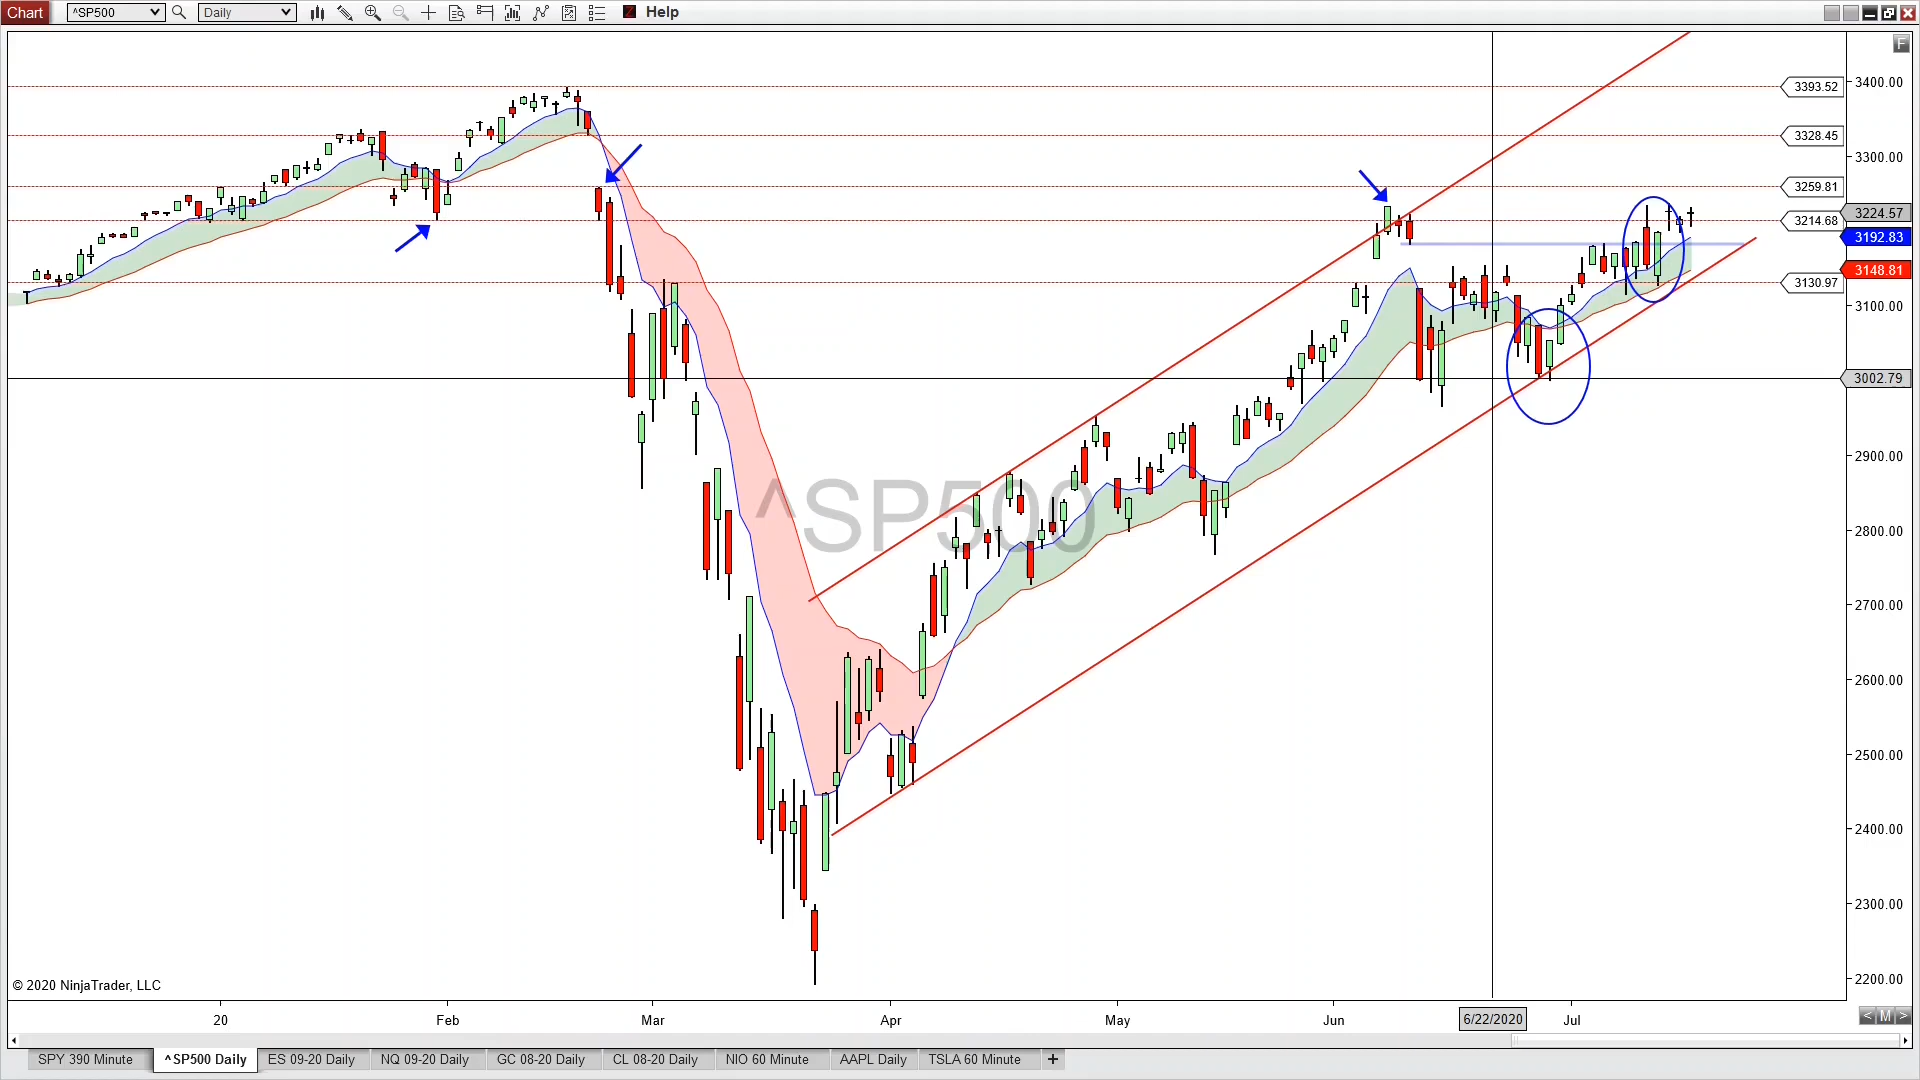 Chart ^SP500 Daily Z Help
F
3400.00
3393.52
3328.45
3300.00
3259.81
3224.57
3214.68
3192.83
3148.81
3130.97
3100.00
3002.79
2900.00
^SP500
2800.00
2700.00
2600.00
2500.00
2400.00
2300.00
2200.00
© 2020 NinjaTrader, LLC
20 Feb Mar Apr May Jun 6/22/2020 Jul
< M >
SPY 390 Minute ^SP500 Daily ES 09-20 Daily NQ 09-20 Daily GC 08-20 Daily CL 08-20 Daily NIO 60 Minute AAPL Daily TSLA 60 Minute +